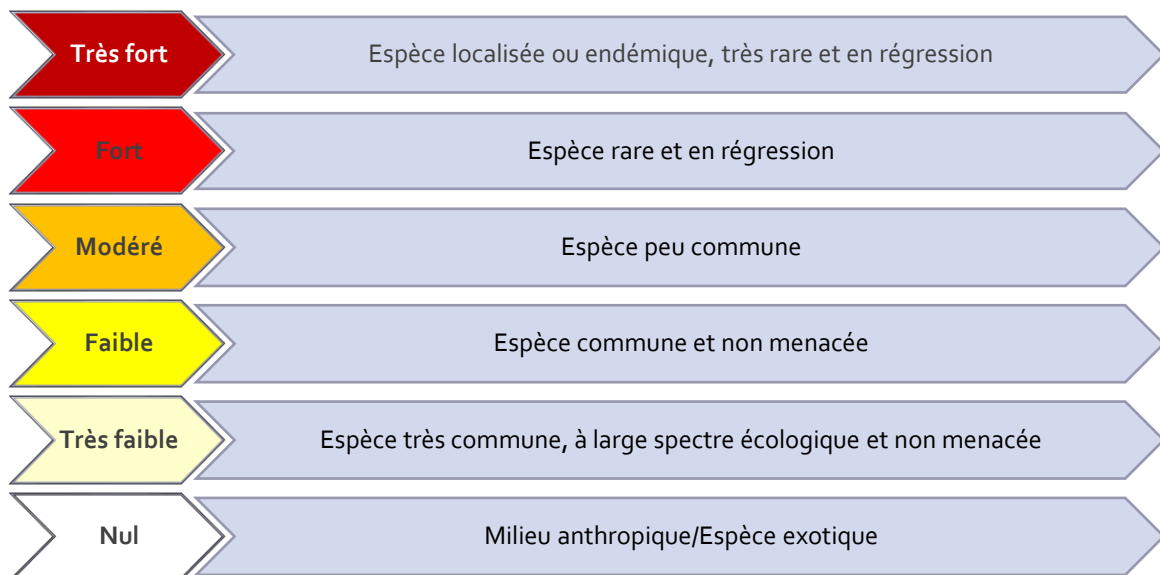 Très fort
Espèce localisée ou endémique, très rare et en régression
Fort
Espèce rare et en régression
Modéré
Espèce peu commune
Faible
Espèce commune et non menacée
Très faible
Espèce très commune, à large spectre écologique et non menacée
Nul
Milieu anthropique/Espèce exotique